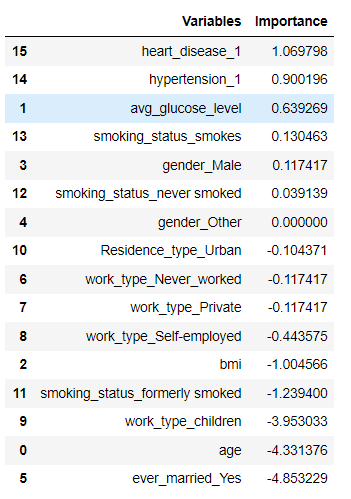 Variables Importance
15 heart_disease_1 1.069798
14 hypertension_1 0.900196
1 avg_glucose_level 0.639269
13 smoking_status_smokes 0.130463
3 gender_Male 0.117417
12 smoking_status_never smoked 0.039139
4 gender_Other 0.000000
10 Residence_type_Urban -0.104371
6 work_type_Never_worked -0.117417
7 work_type_Private -0.117417
8 work_type_Self-employed -0.443575
2 bmi -1.004566
11 smoking_status_formerly smoked -1.239400
9 work_type_children -3.953033
0 age -4.331376
5 ever_married_Yes -4.853229